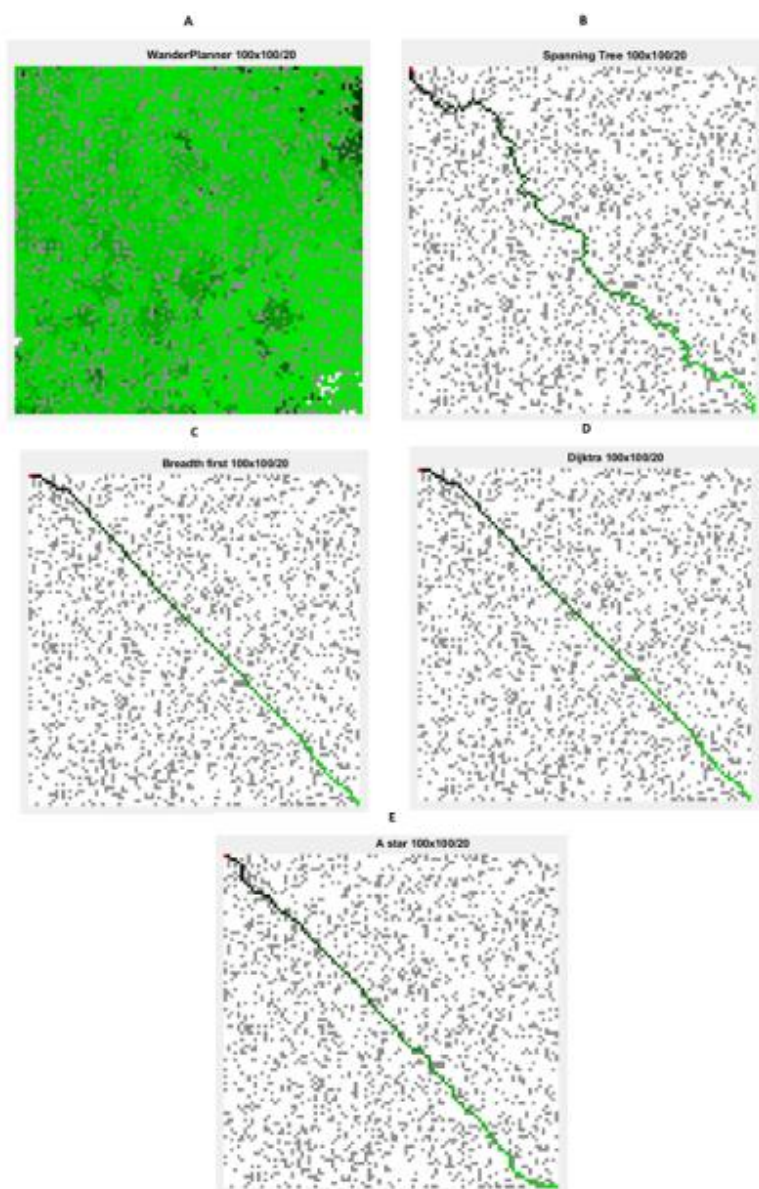 A
WanderPlanner 100x100/20
B
Spanning Tree 100x100/20
C
Breadth first 100x100/20
D
Dijktra 100x100/20
E
A star 100x100/20